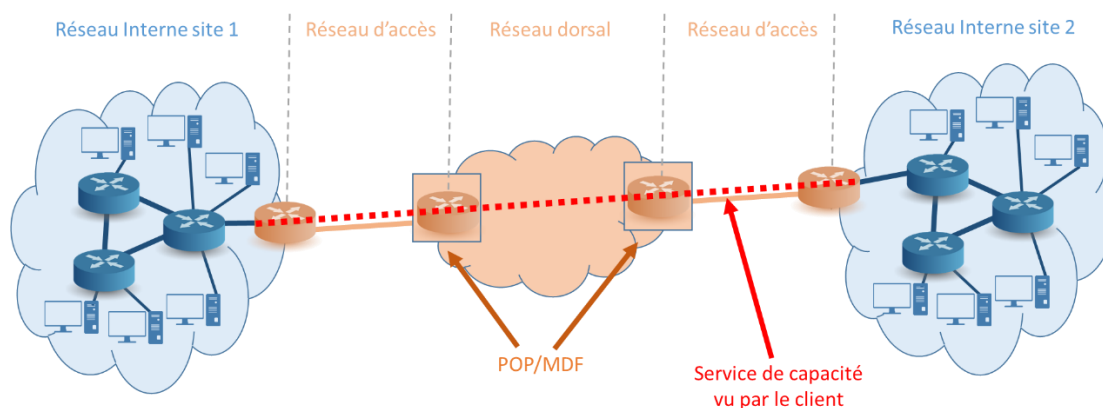 Réseau Interne site 1
Réseau d'accès
Réseau dorsal
Réseau d'accès
Réseau Interne site 2
POP/MDF
Service de capacité
vu par le client